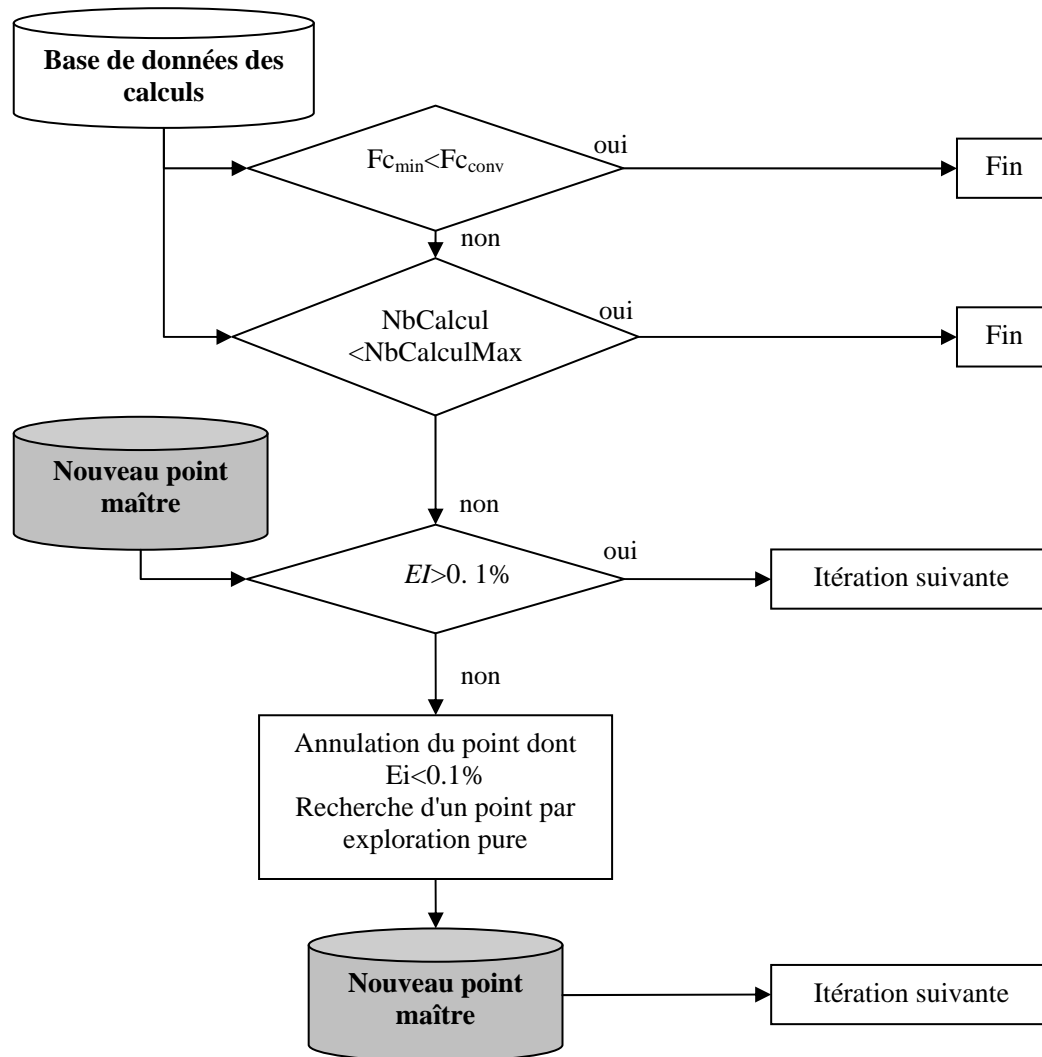 Base de données des
calculs
oui
Fc_min<Fc_conv
Fin
non
NbCalcul
<NbCalculMax
oui
Fin
Nouveau point
maître
non
EI>0. 1%
oui
Itération suivante
non
Annulation du point dont
Ei<0.1%
Recherche d'un point par
exploration pure
Nouveau point
maître
Itération suivante